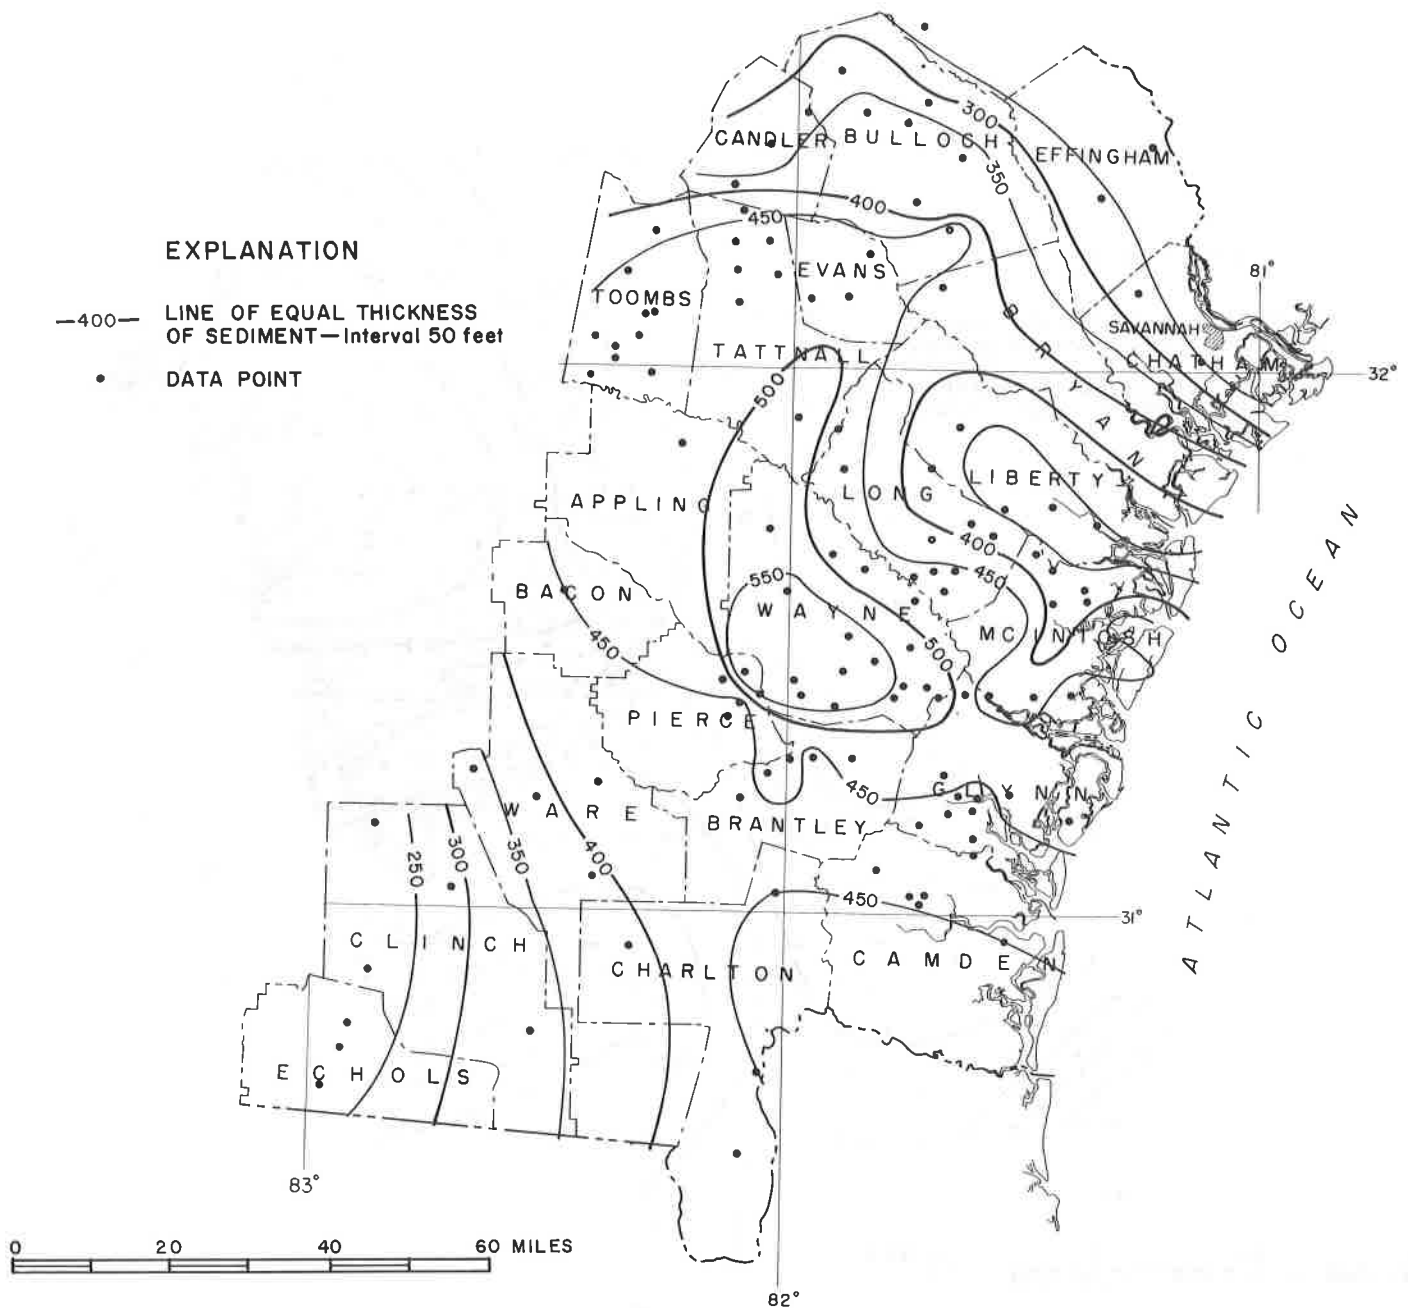 300
CANDLER
BULLOCH
EFFINGHAM
350
400
450
EXPLANATION
EVANS
81°
TOOMBS
—400— LINE OF EQUAL THICKNESS
OF SEDIMENT—Interval 50 feet
SAVANNAH
BRYAN
TATTNALL
CHATHAM
• DATA POINT
32°
500
LIBERTY
LONG
APPLING
400
450
550
BACON
WAYNE
MCINTOSH
450
500
ATLANTIC OCEAN
PIERCE
450
GLYNN
WARE
BRANTLEY
250
300
350
400
450
31°
CLINCH
CHARLTON
CAMDEN
ECHOLS
83°
0 20 40 60 MILES
82°